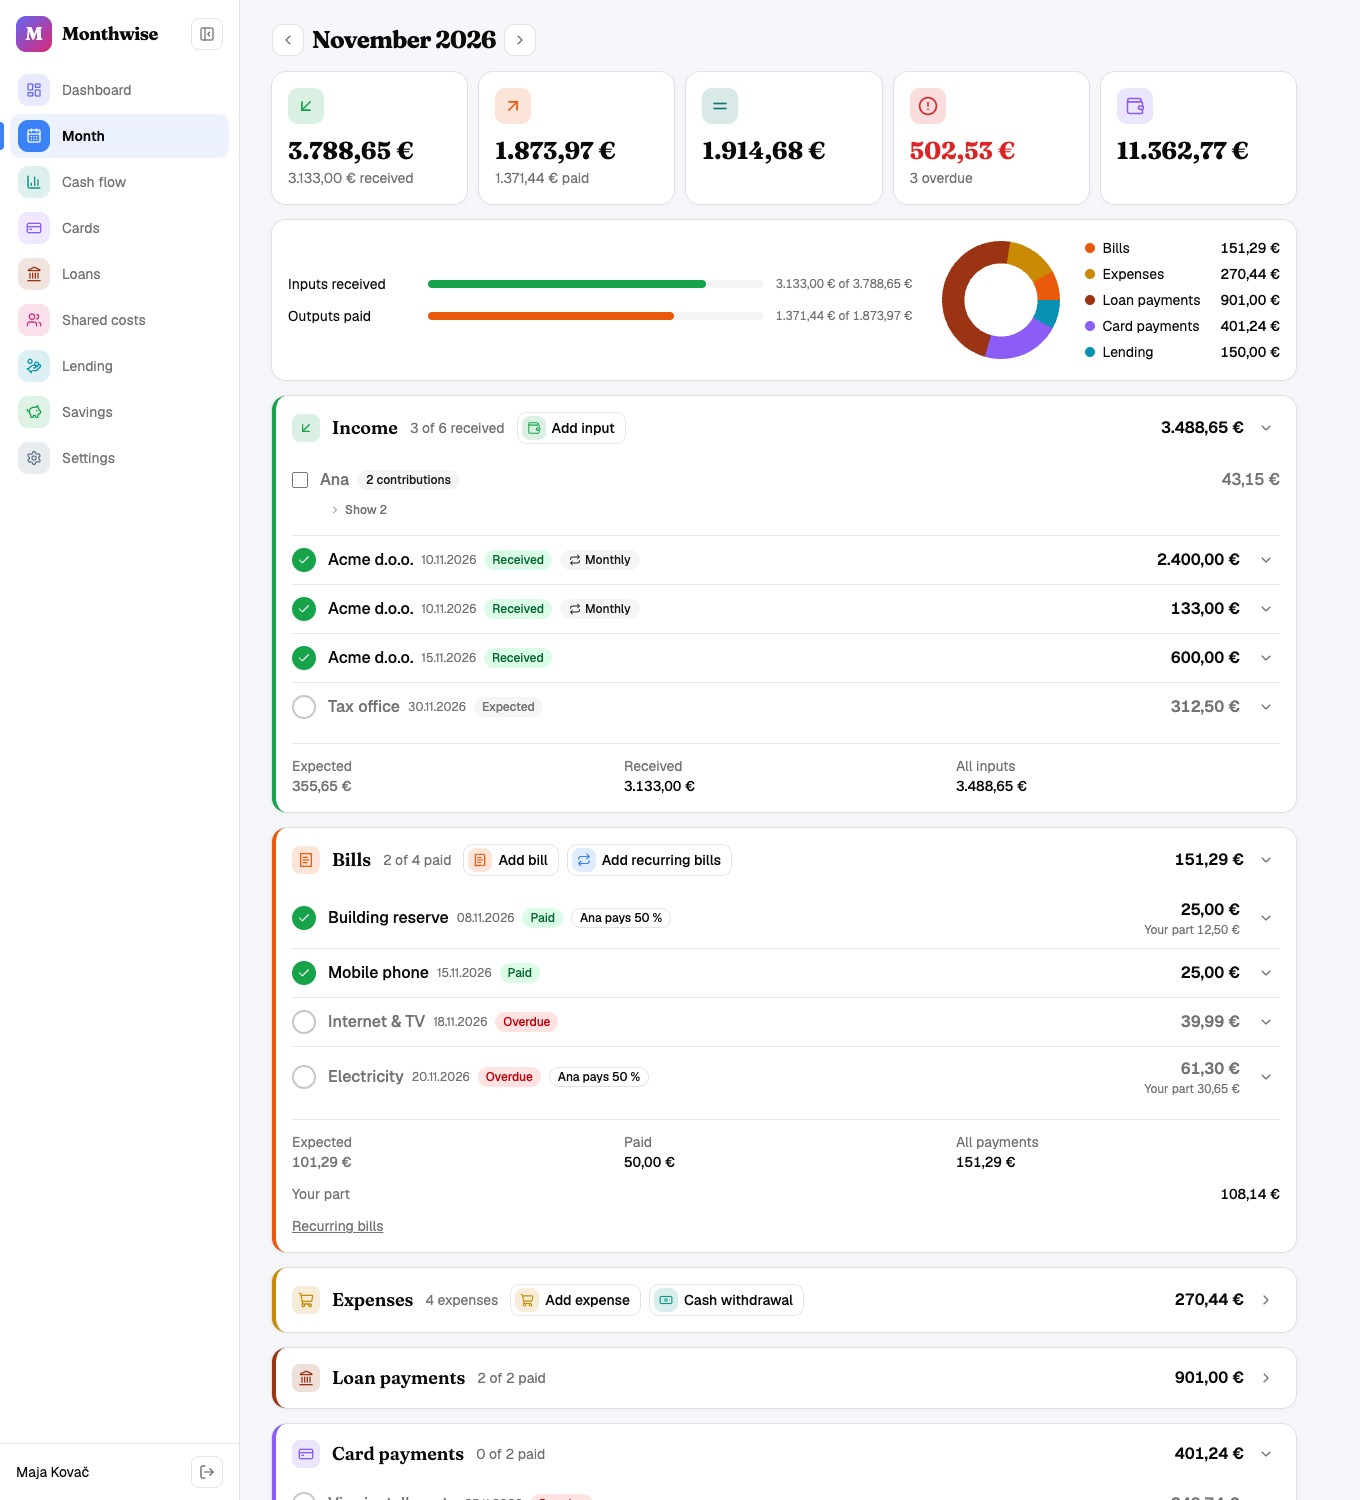 M Monthwise
Dashboard
Month
Cash flow
Cards
Loans
Shared costs
Lending
Savings
Settings
Maja Kovač
November 2026
3.788,65 €
3.133,00 € received
1.873,97 €
1.371,44 € paid
1.914,68 €
502,53 €
3 overdue
11.362,77 €
Inputs received 3.133,00 € of 3.788,65 €
Outputs paid 1.371,44 € of 1.873,97 €
Bills 151,29 €
Expenses 270,44 €
Loan payments 901,00 €
Card payments 401,24 €
Lending 150,00 €
Income 3 of 6 received Add input 3.488,65 €
Ana 2 contributions 43,15 €
Show 2
Acme d.o.o. 10.11.2026 Received Monthly 2.400,00 €
Acme d.o.o. 10.11.2026 Received Monthly 133,00 €
Acme d.o.o. 15.11.2026 Received 600,00 €
Tax office 30.11.2026 Expected 312,50 €
Expected Received All inputs
355,65 € 3.133,00 € 3.488,65 €
Bills 2 of 4 paid Add bill Add recurring bills 151,29 €
Building reserve 08.11.2026 Paid Ana pays 50 % 25,00 €
Your part 12,50 €
Mobile phone 15.11.2026 Paid 25,00 €
Internet & TV 18.11.2026 Overdue 39,99 €
Electricity 20.11.2026 Overdue Ana pays 50 % 61,30 €
Your part 30,65 €
Expected Paid All payments
101,29 € 50,00 € 151,29 €
Your part 108,14 €
Recurring bills
Expenses 4 expenses Add expense Cash withdrawal 270,44 €
Loan payments 2 of 2 paid 901,00 €
Card payments 0 of 2 paid 401,24 €